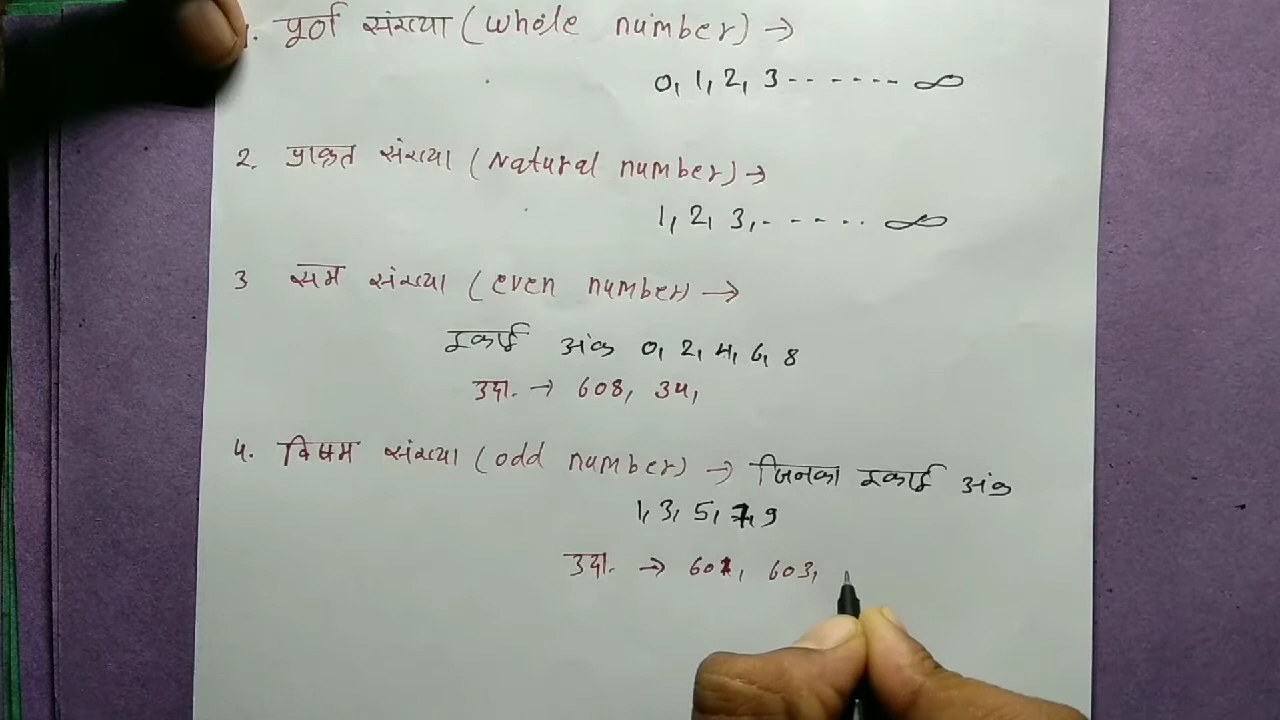 1. पूर्ण संख्या (Whole number) →
0, 1, 2, 3 - - - - - - - ∞
2. प्राकृत संख्या (Natural number) →
1, 2, 3, - - - - - - ∞
3 सम संख्या (even number) →
इकाई अंक 0, 2, 4, 6, 8
उदा. → 608, 34,
4. विषम संख्या (odd number) → जिनका इकाई अंक
1, 3, 5, 7, 9
उदा. → 601, 603,